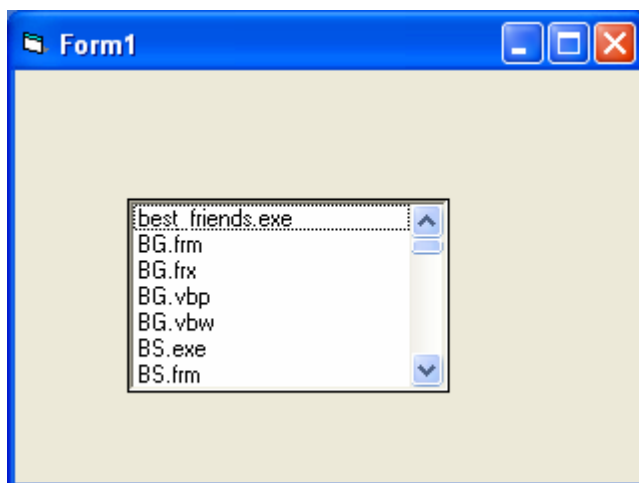 Form1
best_friends.exe
BG.frm
BG.frx
BG.vbp
BG.vbw
BS.exe
BS.frm